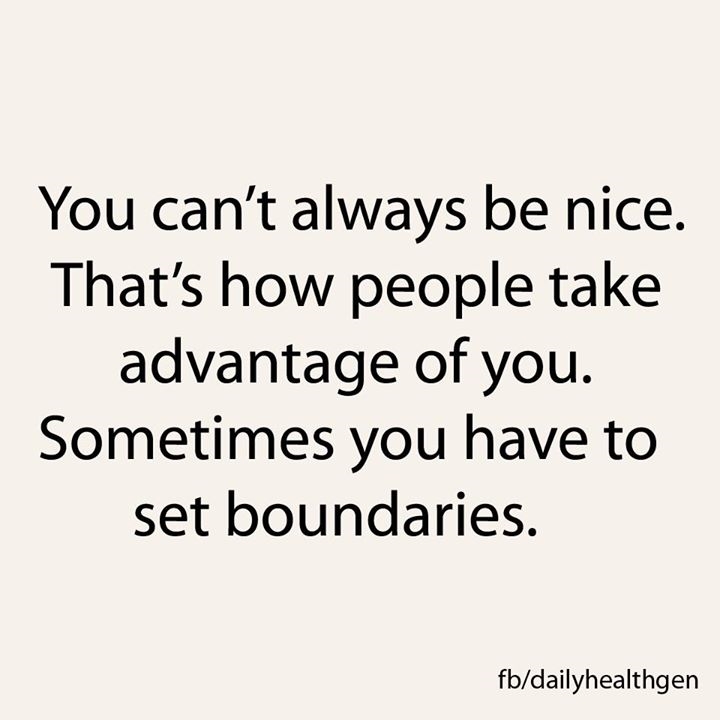 You can’t always be nice.
That’s how people take
advantage of you.
Sometimes you have to
set boundaries.
fb/dailyhealthgen